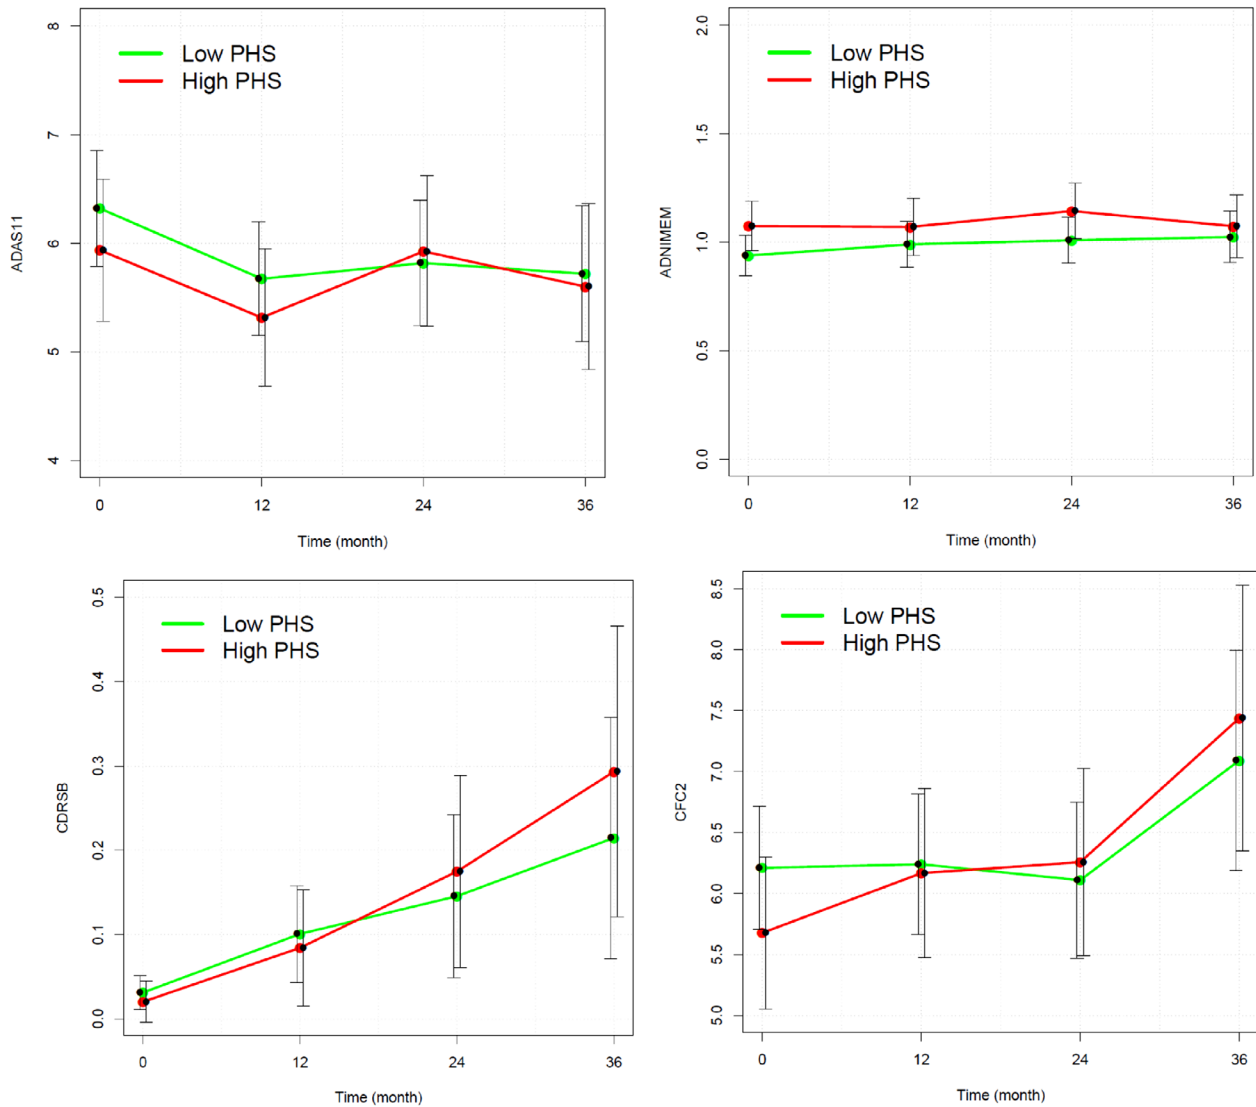 Low PHS
High PHS
ADAS11
8
7
6
5
4
0 12 24 36
Time (month)
Low PHS
High PHS
ADNIMEM
2.0
1.5
1.0
0.5
0.0
0 12 24 36
Time (month)
Low PHS
High PHS
CDRSB
0.5
0.4
0.3
0.2
0.1
0.0
0 12 24 36
Time (month)
Low PHS
High PHS
CFC2
8.5
8.0
7.5
7.0
6.5
6.0
5.5
5.0
0 12 24 36
Time (month)